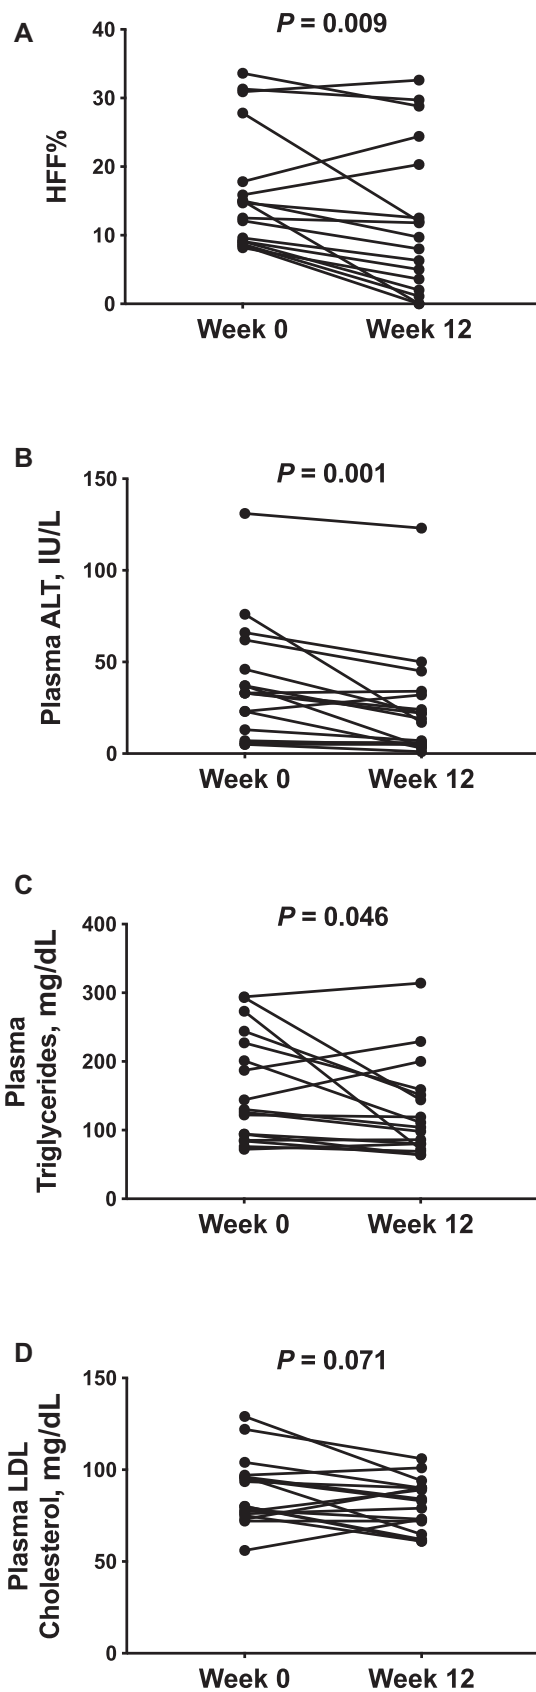 A
P = 0.009
HFF%
40
30
20
10
0
Week 0
Week 12
B
P = 0.001
Plasma ALT, IU/L
150
100
50
0
Week 0
Week 12
C
P = 0.046
Plasma
Triglycerides, mg/dL
400
300
200
100
0
Week 0
Week 12
D
P = 0.071
Plasma LDL
Cholesterol, mg/dL
150
100
50
0
Week 0
Week 12